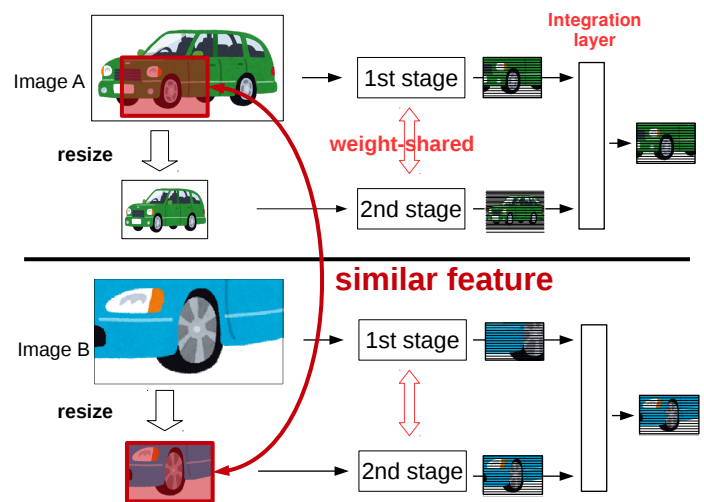 Integration
layer
Image A
1st stage
resize
weight-shared
2nd stage
similar feature
Image B
1st stage
resize
2nd stage